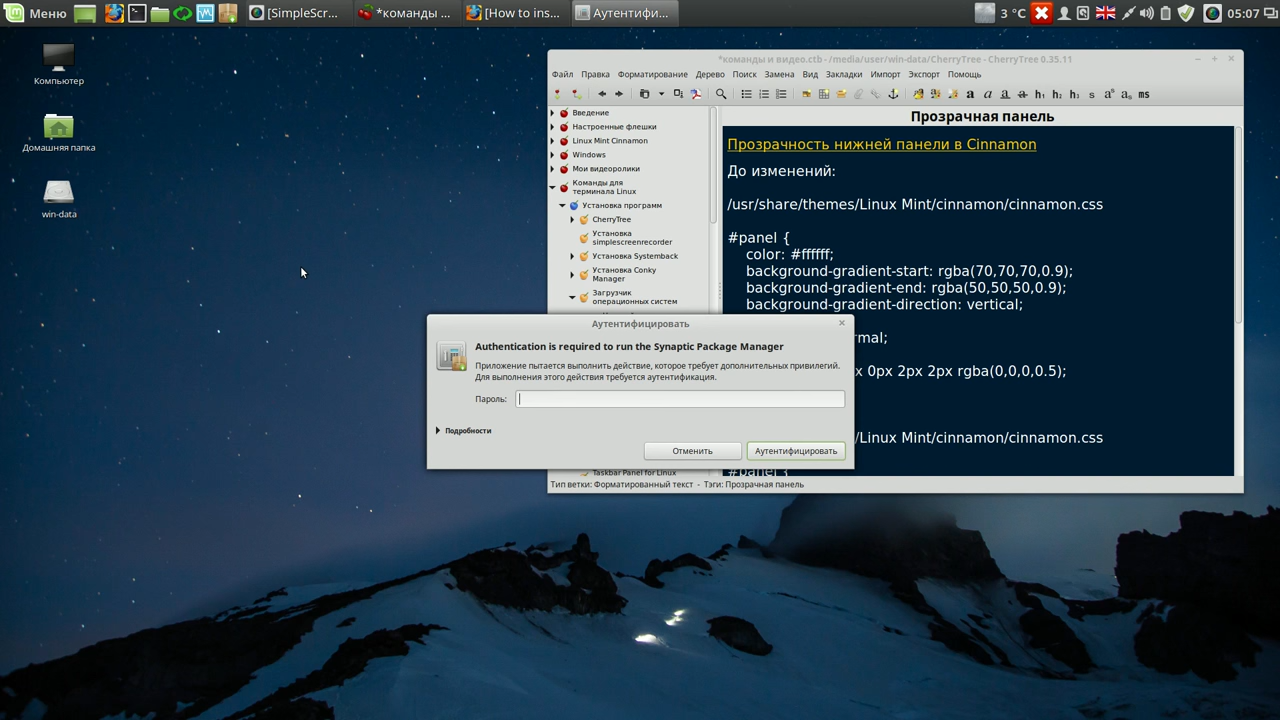 Меню
[SimpleScr...
*команды ...
[How to ins...
Аутентифи...
3 °C
05:07
Компьютер
Домашняя папка
win-data
*команды и видео.ctb - /media/user/win-data/CherryTree - CherryTree 0.35.11
Файл Правка Форматирование Дерево Поиск Замена Вид Закладки Импорт Экспорт Помощь
a a a a h₁ h₂ h₃ s aˢ aₛ ms
Введение
Настроенные флешки
Linux Mint Cinnamon
Windows
Мои видеоролики
Команды для
терминала Linux
Установка программ
CherryTree
Установка
simplescreenrecorder
Установка Systemback
Установка Conky
Manager
Загрузчик
операционных систем
Taskbar Panel for Linux
Прозрачная панель
Прозрачность нижней панели в Cinnamon
До изменений:
/usr/share/themes/Linux Mint/cinnamon/cinnamon.css
#panel {
color: #ffffff;
background-gradient-start: rgba(70,70,70,0.9);
background-gradient-end: rgba(50,50,50,0.9);
background-gradient-direction: vertical;
rmal;
x 0px 2px 2px rgba(0,0,0,0.5);
/Linux Mint/cinnamon/cinnamon.css
#panel {
Тип ветки: Форматированный текст - Тэги: Прозрачная панель
Аутентифицировать
Authentication is required to run the Synaptic Package Manager
Приложение пытается выполнить действие, которое требует дополнительных привилегий.
Для выполнения этого действия требуется аутентификация.
Пароль:
Подробности
Отменить
Аутентифицировать